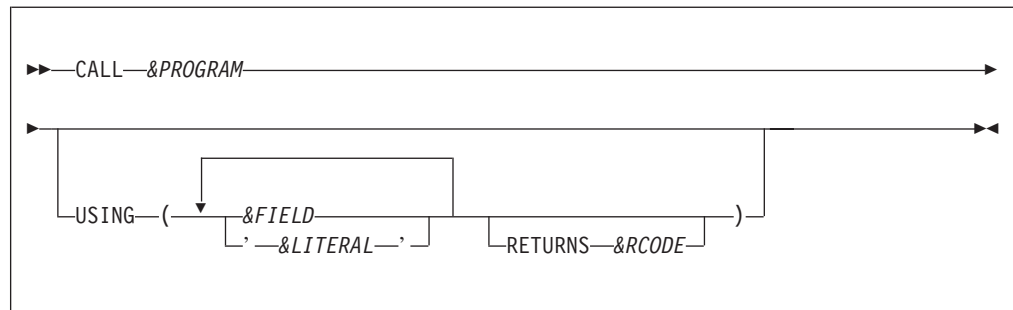 CALL &PROGRAM
USING ( &FIELD
’ &LITERAL ’ RETURNS &RCODE )